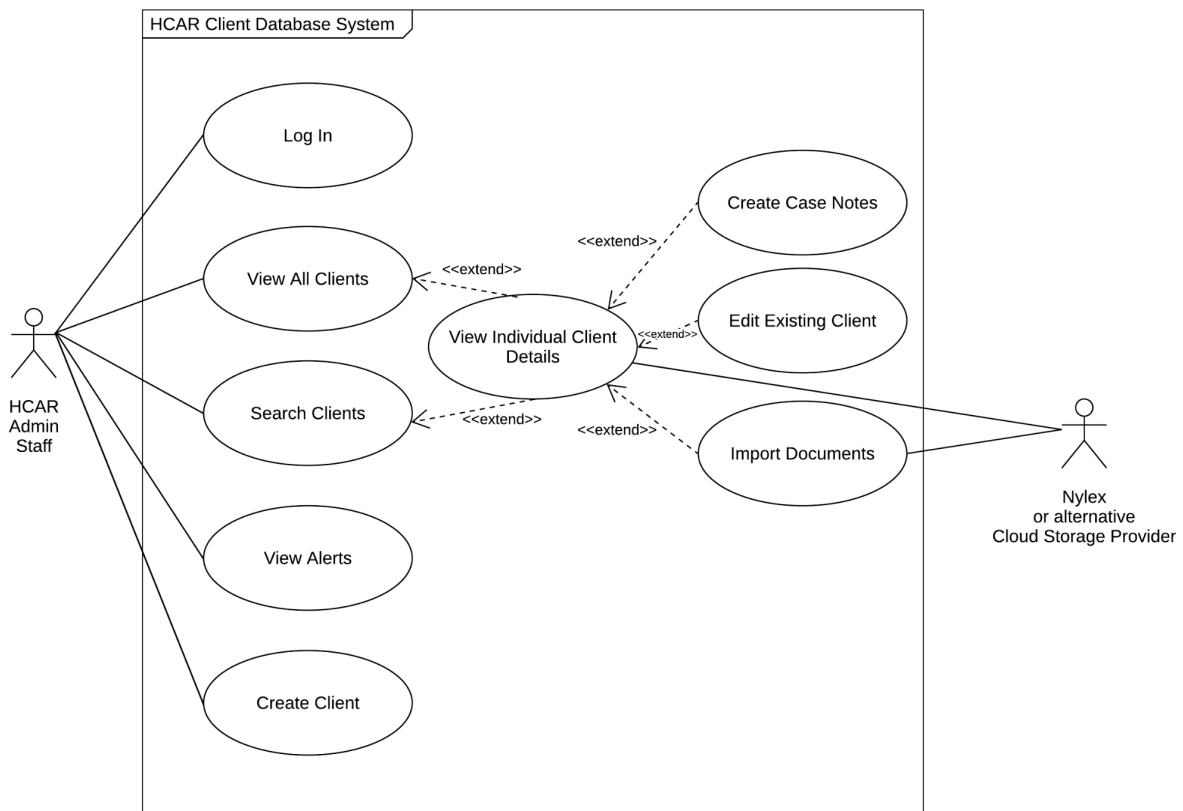 HCAR Client Database System
Log In
Create Case Notes
<<extend>>
View All Clients
<<extend>>
Edit Existing Client
<<extend>>
View Individual Client
Details
HCAR
Admin
Staff
Search Clients
<<extend>>
<<extend>>
Import Documents
Nylex
or alternative
Cloud Storage Provider
View Alerts
Create Client